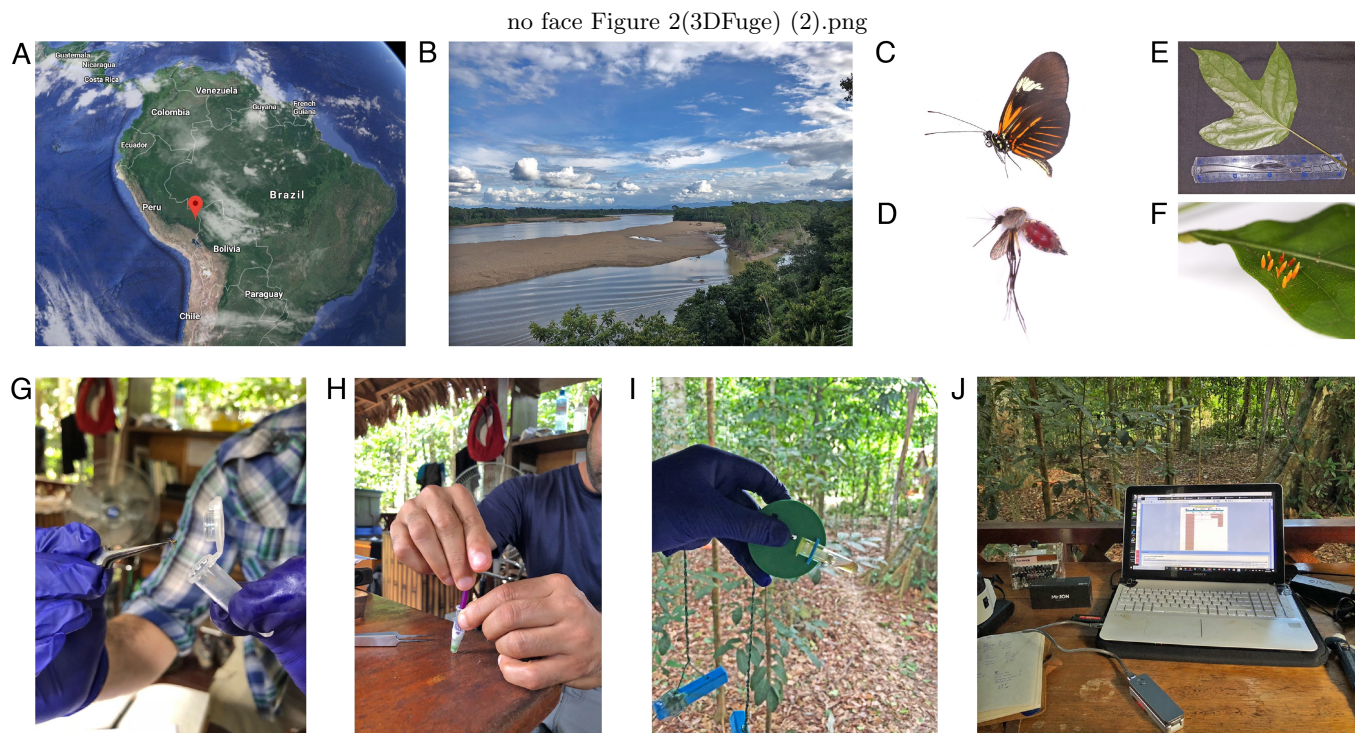 no face Figure 2(3DFuge) (2).png
A
B
C
D
E
F
G
H
I
J
Guatemala
Nicaragua
Costa Rica
Venezuela
Guyana
French
Guiana
Colombia
Ecuador
Peru
Brazil
Bolivia
Paraguay
Chile
MinION
SONY